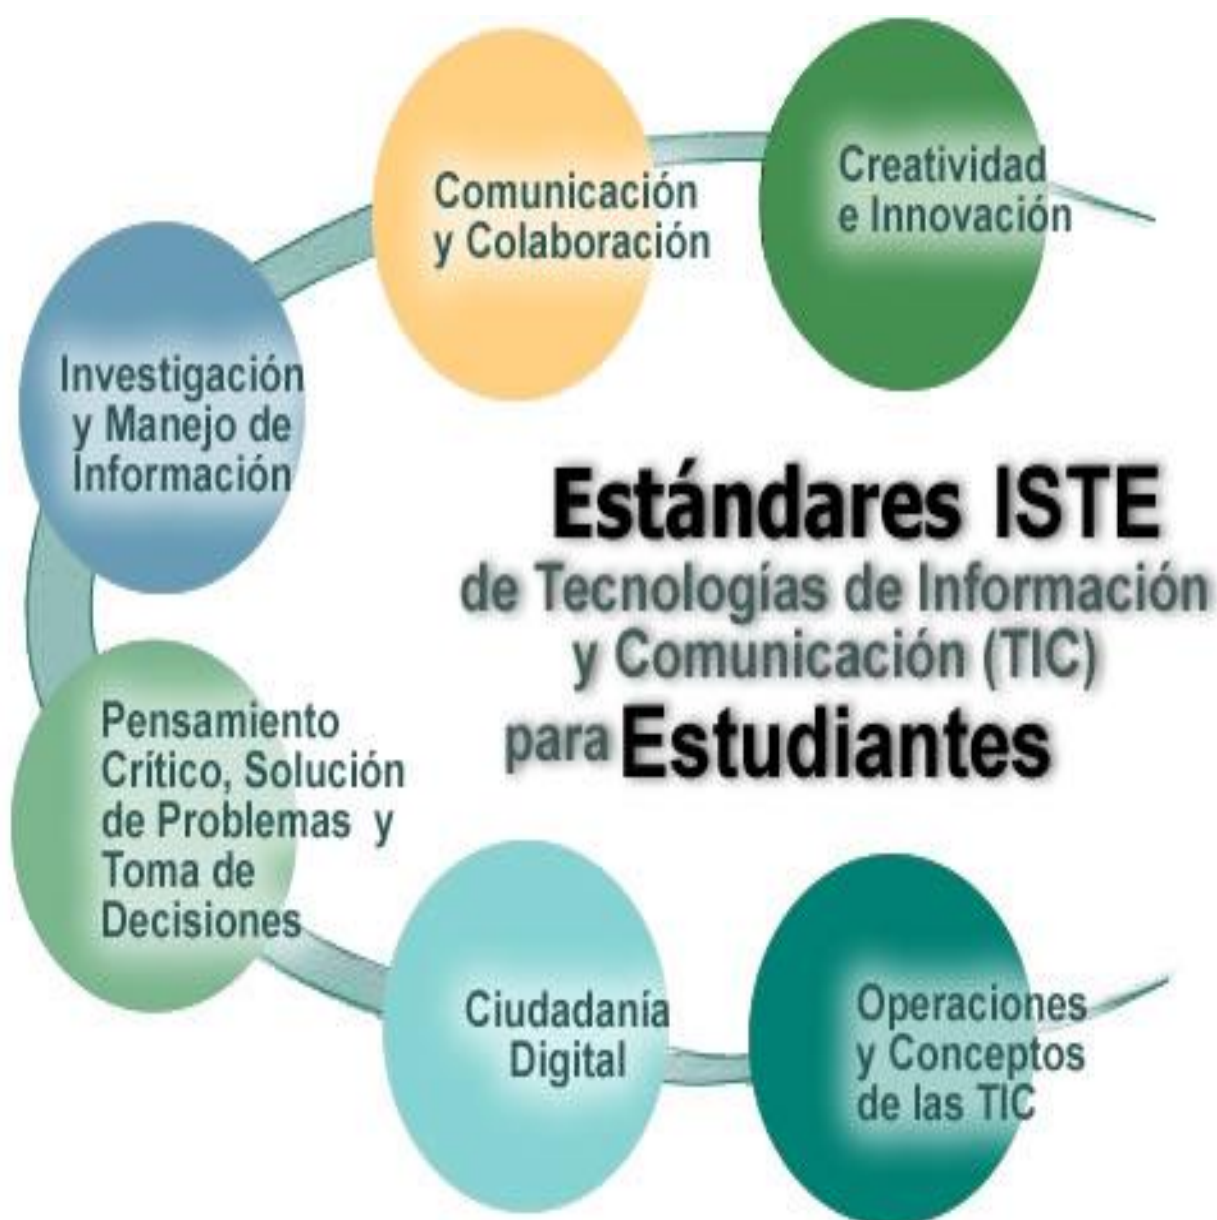 Creatividad
e Innovación
Comunicación
y Colaboración
Investigación
y Manejo de
Información
Estándares ISTE
de Tecnologías de Información
y Comunicación (TIC)
para Estudiantes
Pensamiento
Crítico, Solución
de Problemas y
Toma de
Decisiones
Ciudadanía
Digital
Operaciones
y Conceptos
de las TIC